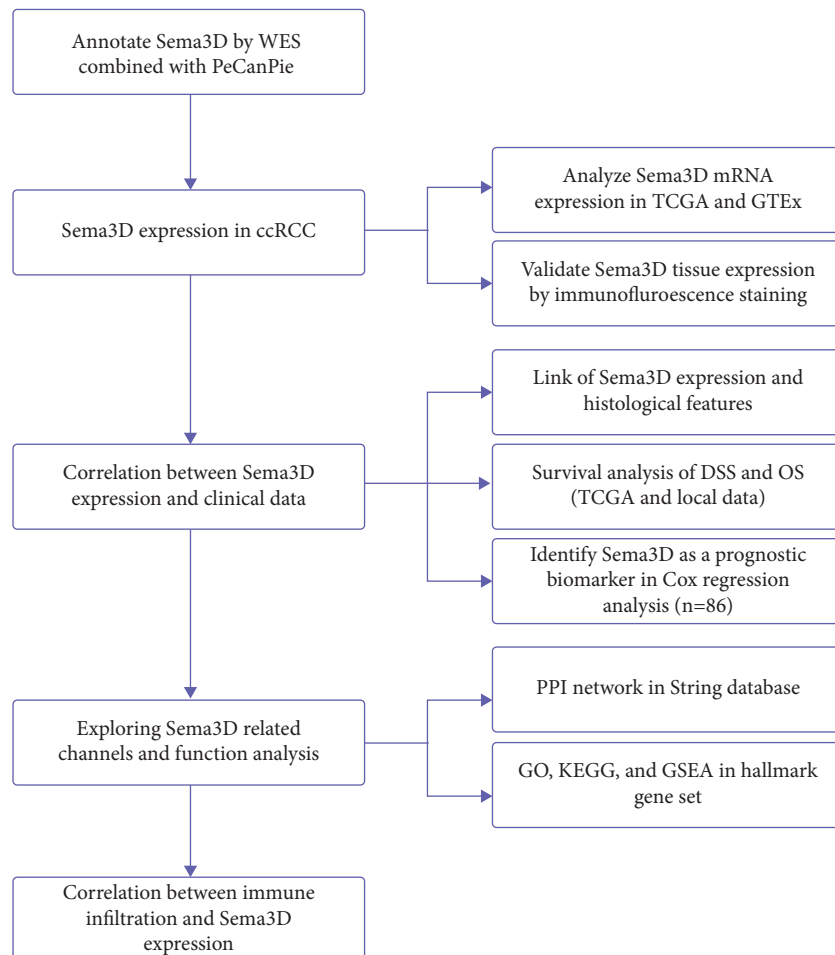 Annotate Sema3D by WES
combined with PeCanPie
Sema3D expression in ccRCC
Analyze Sema3D mRNA
expression in TCGA and GTEx
Validate Sema3D tissue expression
by immunofluroescence staining
Correlation between Sema3D
expression and clinical data
Link of Sema3D expression and
histological features
Survival analysis of DSS and OS
(TCGA and local data)
Identify Sema3D as a prognostic
biomarker in Cox regression
analysis (n=86)
Exploring Sema3D related
channels and function analysis
PPI network in String database
GO, KEGG, and GSEA in hallmark
gene set
Correlation between immune
infiltration and Sema3D
expression